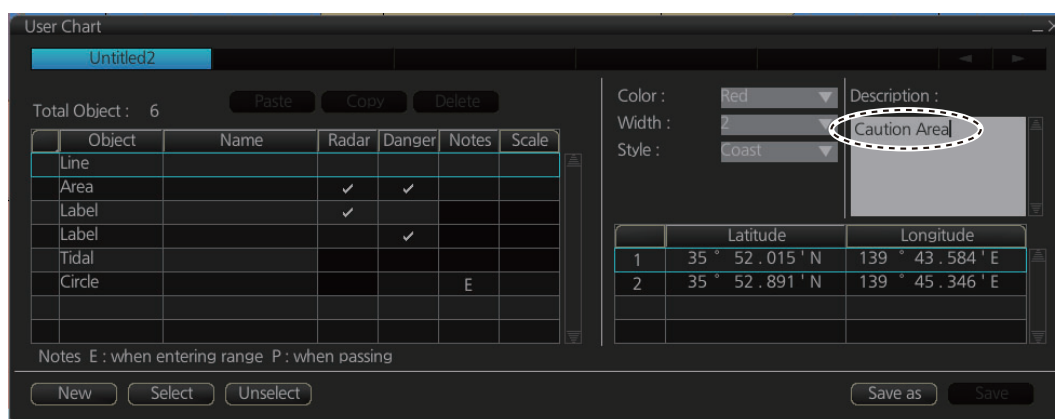 User Chart
Untitled2
Total Object : 6
Paste Copy Delete
Object Name Radar Danger Notes Scale
Line
Area ✓ ✓
Label ✓
Label ✓
Tidal
Circle E
Notes E : when entering range P : when passing
Color : Red
Width : 2
Style : Coast
Description :
Caution Area
Latitude Longitude
1 35 ° 52 . 015 ' N 139 ° 43 . 584 ' E
2 35 ° 52 . 891 ' N 139 ° 45 . 346 ' E
New Select Unselect Save as Save